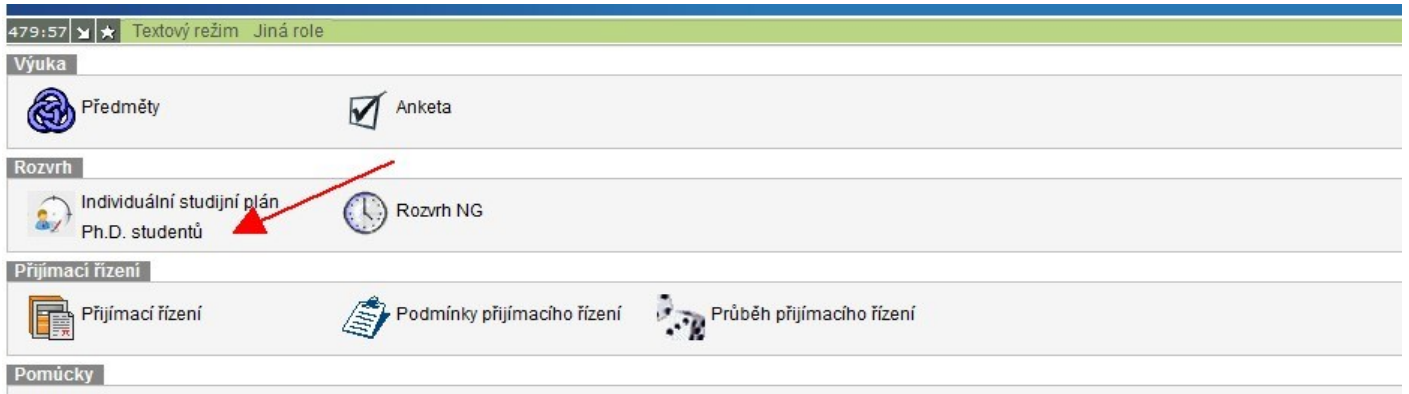 479:57 Textový režim Jiná role
Výuka
Předměty Anketa
Rozvrh
Individuální studijní plán
Ph.D. studentů
Rozvrh NG
Přijímací řízení
Přijímací řízení Podmínky přijímacího řízení Průběh přijímacího řízení
Pomůcky